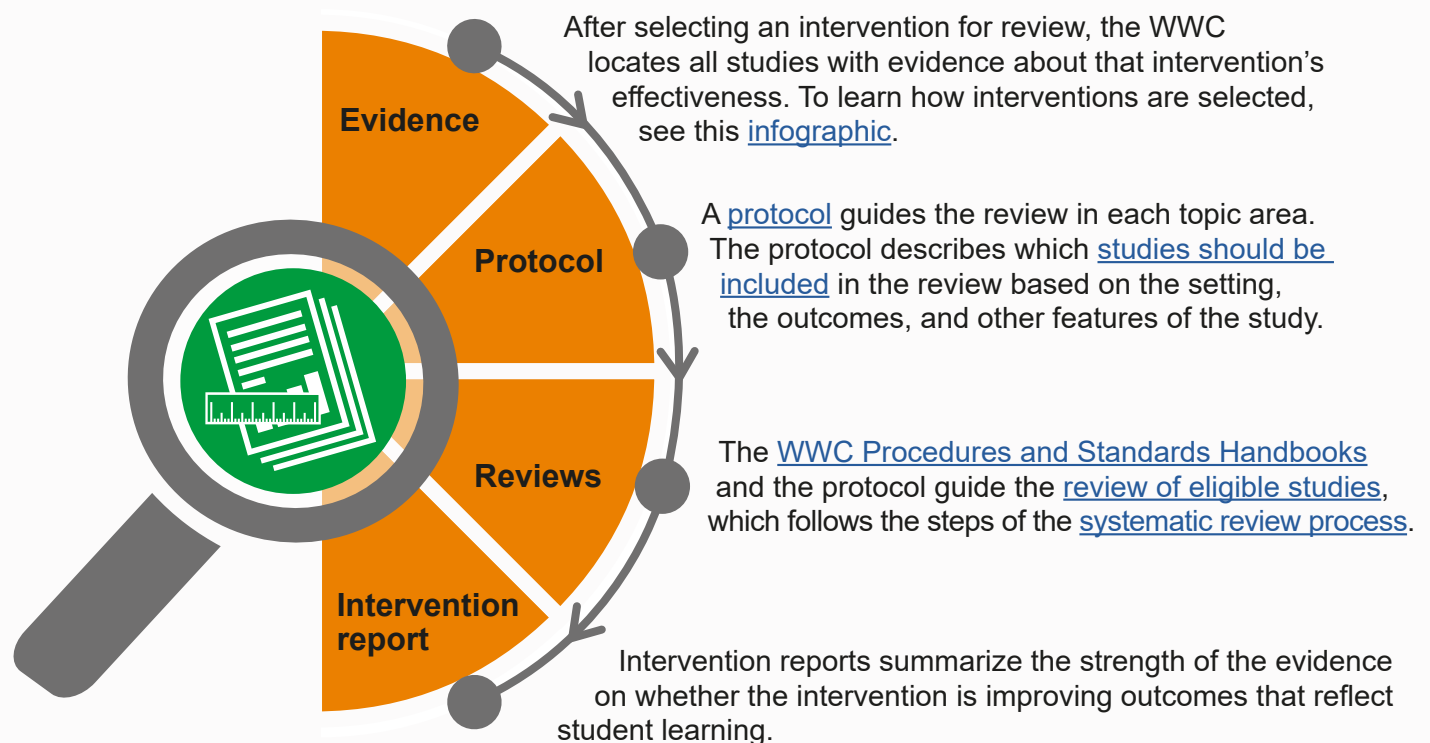 Evidence
After selecting an intervention for review, the WWC
locates all studies with evidence about that intervention’s
effectiveness. To learn how interventions are selected,
see this infographic.
Protocol
A protocol guides the review in each topic area.
The protocol describes which studies should be
included in the review based on the setting,
the outcomes, and other features of the study.
Reviews
The WWC Procedures and Standards Handbooks
and the protocol guide the review of eligible studies,
which follows the steps of the systematic review process.
Intervention
report
Intervention reports summarize the strength of the evidence
on whether the intervention is improving outcomes that reflect
student learning.